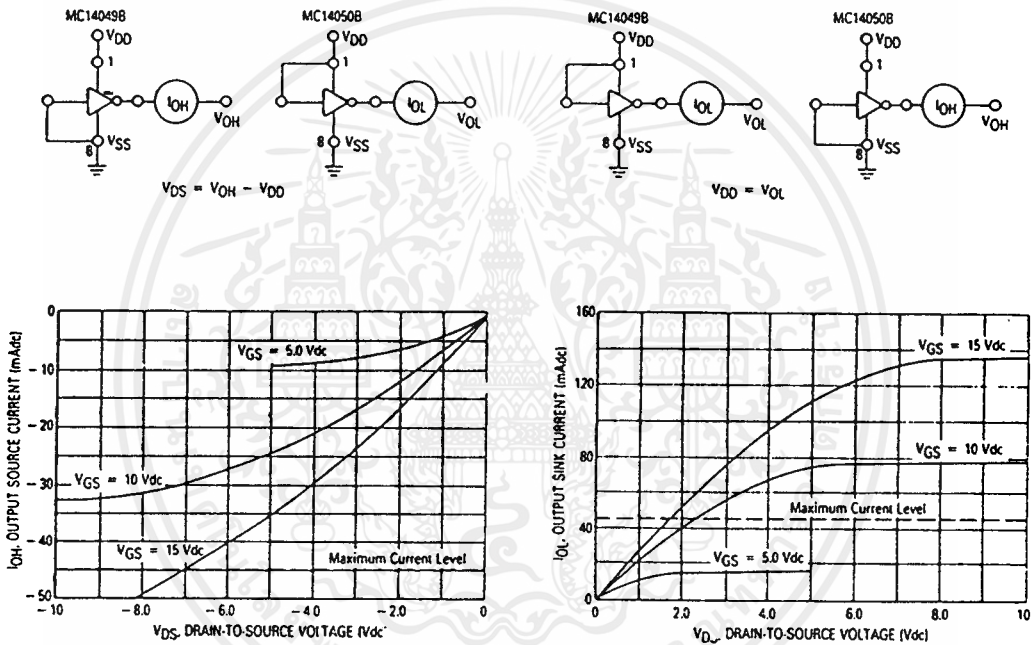 MC14049B
MC14050B
MC14049B
MC14050B
VDD
VDD
VDD
VDD
1
1
1
1
IOH
IOL
IOL
IOH
VOH
VOL
VOL
VOH
8 VSS
8 VSS
8 VSS
8 VSS
VDS = VOH – VDD
VDD = VOL
IOH, OUTPUT SOURCE CURRENT (mAdc)
0
– 10
– 20
– 30
– 40
– 50
VGS = 5.0 Vdc
VGS = 10 Vdc
VGS = 15 Vdc
Maximum Current Level
– 10
– 8.0
– 6.0
– 4.0
– 2.0
0
VDS, DRAIN-TO-SOURCE VOLTAGE (Vdc)
IOL, OUTPUT SINK CURRENT (mAdc)
160
120
80
40
0
VGS = 15 Vdc
VGS = 10 Vdc
Maximum Current Level
VGS = 5.0 Vdc
0
2.0
4.0
6.0
8.0
10
VDS, DRAIN-TO-SOURCE VOLTAGE (Vdc)